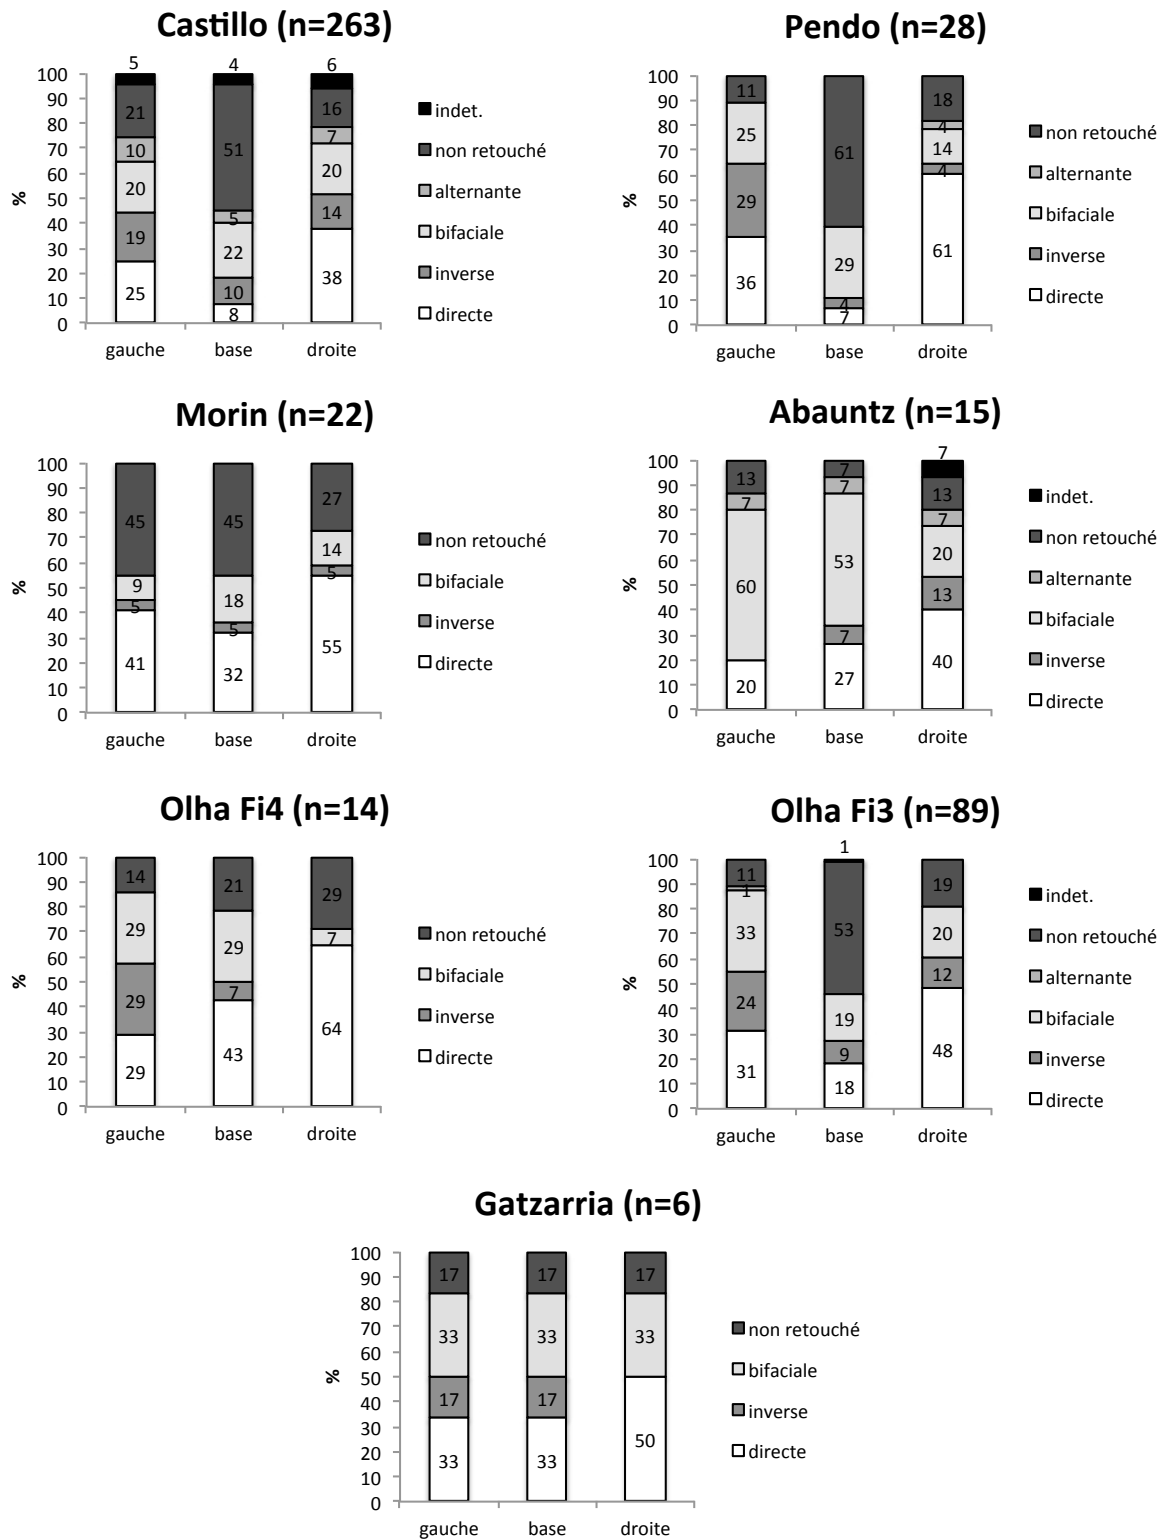 Castillo (n=263)
5 4 6
100
90
80
70
60
50
40
30
20
10
0
%
21 51 16
10 5 7
20 22 20
19 10 14
25 8 38
gauche base droite
indet.
non retouché
alternante
bifaciale
inverse
directe
Pendo (n=28)
100
90
80
70
60
50
40
30
20
10
0
%
11 61 18
4
25 29 14
29 4 4
36 7 61
gauche base droite
non retouché
alternante
bifaciale
inverse
directe
Morin (n=22)
100
90
80
70
60
50
40
30
20
10
0
%
45 45 27
9 18 14
5 5 5
41 32 55
gauche base droite
non retouché
bifaciale
inverse
directe
Abauntz (n=15)
7
100
90
80
70
60
50
40
30
20
10
0
%
13 7 13
7 7 7
60 53 20
7 13
20 27 40
gauche base droite
indet.
non retouché
alternante
bifaciale
inverse
directe
Olha Fi4 (n=14)
100
90
80
70
60
50
40
30
20
10
0
%
14 21 29
29 29 7
29 7
29 43 64
gauche base droite
non retouché
bifaciale
inverse
directe
Olha Fi3 (n=89)
1
100
90
80
70
60
50
40
30
20
10
0
%
11 53 19
1
33 19 20
24 9 12
31 18 48
gauche base droite
indet.
non retouché
alternante
bifaciale
inverse
directe
Gatzarria (n=6)
100
90
80
70
60
50
40
30
20
10
0
%
17 17 17
33 33 33
17 17
33 33 50
gauche base droite
non retouché
bifaciale
inverse
directe